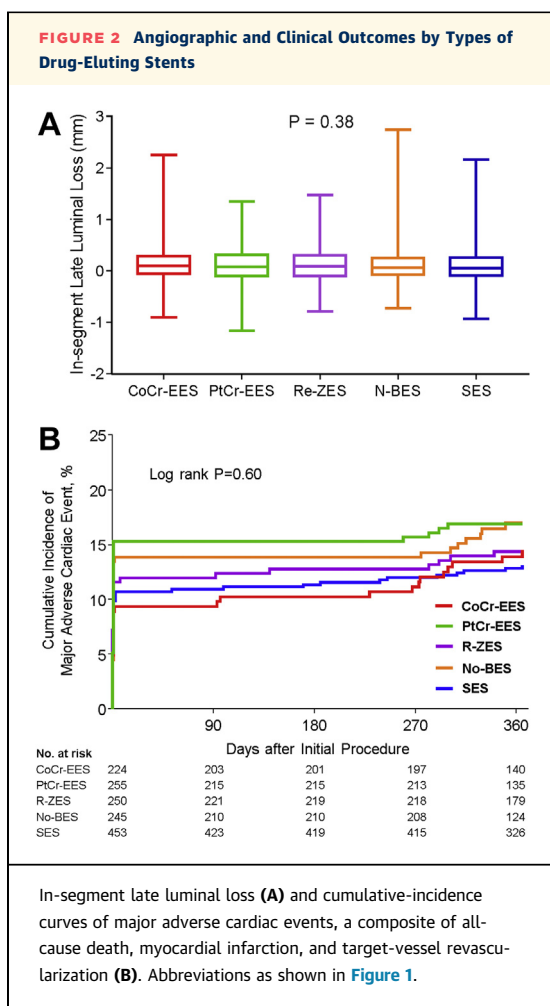 FIGURE 2 Angiographic and Clinical Outcomes by Types of
Drug-Eluting Stents
A
In-segment Late Luminal Loss (mm)
P = 0.38
3
2
1
0
-1
-2
CoCr-EES PtCr-EES Re-ZES N-BES SES
B
Cumulative Incidence of
Major Adverse Cardiac Event, %
Log rank P=0.60
25
20
15
10
5
0
CoCr-EES
PtCr-EES
R-ZES
No-BES
SES
90 180 270 360
Days after Initial Procedure
No. at risk
CoCr-EES 224 203 201 197 140
PtCr-EES 255 215 215 213 135
R-ZES 250 221 219 218 179
No-BES 245 210 210 208 124
SES 453 423 419 415 326
In-segment late luminal loss (A) and cumulative-incidence
curves of major adverse cardiac events, a composite of all-
cause death, myocardial infarction, and target-vessel revascu-
larization (B). Abbreviations as shown in Figure 1.